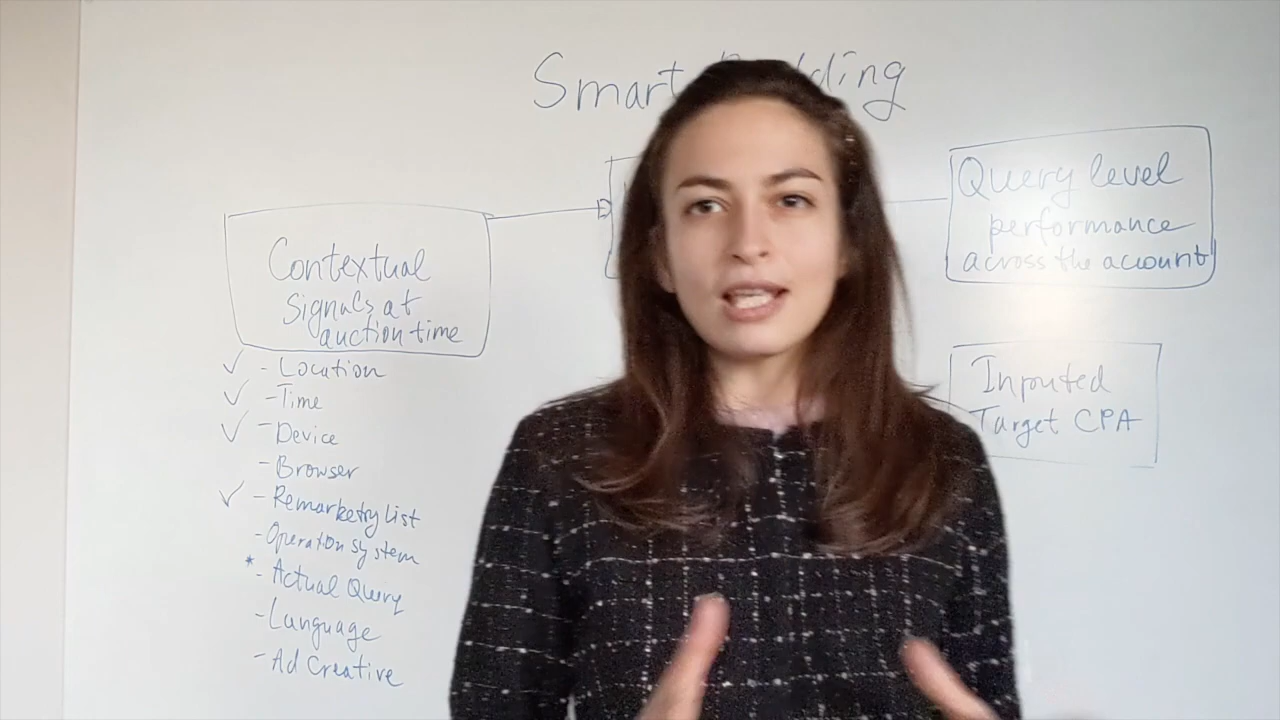 Smart
Contextual
Signals at
auction time
✓ - Location
✓ - Time
✓ - Device
- Browser
✓ - Remarketing list
- Operation system
* - Actual Query
- Language
- Ad Creative
Query level
performance
across the account
Inputed
Target CPA